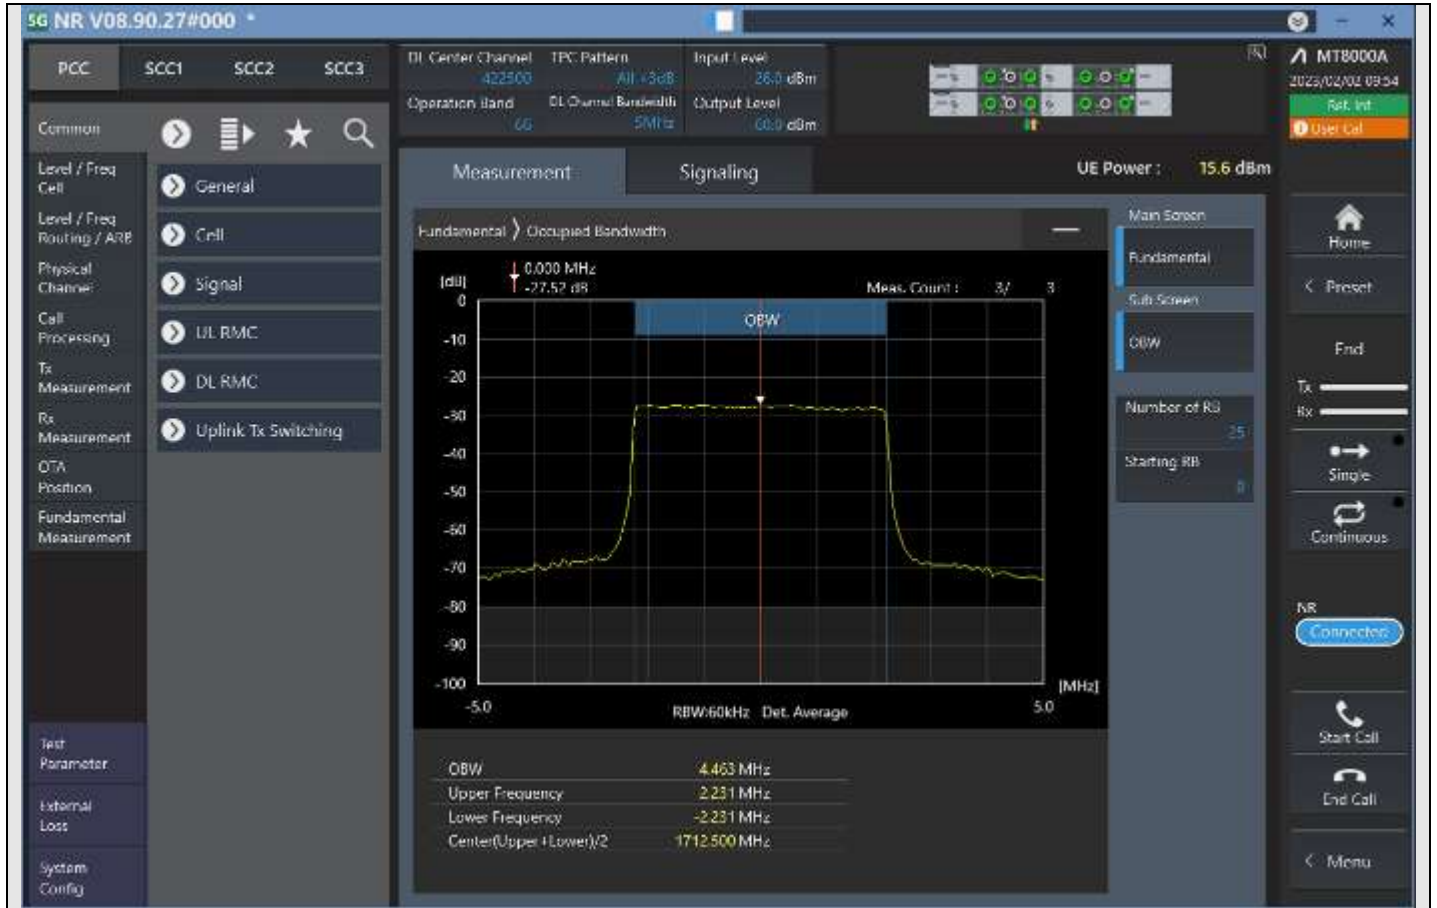 5G NR V08.90.27#000 *
PCC SCC1 SCC2 SCC3
DL Center Channel 422500
TPC Pattern All +3dB
Input Level 26.0 dBm
Operation Band 66
DL Channel Bandwidth 5MHz
Output Level -60.0 dBm
MT8000A
2023/02/02 09:54
Ref. Int
User Cal
Common
Level / Freq
Cell
Level / Freq
Routing / ARB
Physical
Channel
Call
Processing
Tx
Measurement
Rx
Measurement
OTA
Position
Fundamental
Measurement
Test
Parameter
External
Loss
System
Config
General
Cell
Signal
UL RMC
DL RMC
Uplink Tx Switching
Measurement Signaling
UE Power : 15.6 dBm
Fundamental ❭ Occupied Bandwidth
[dB]
0.000 MHz
-27.52 dB
Meas. Count : 3/ 3
OBW
0
-10
-20
-30
-40
-50
-60
-70
-80
-90
-100
-5.0
RBW:60kHz Det. Average
5.0
[MHz]
OBW 4.463 MHz
Upper Frequency 2.231 MHz
Lower Frequency -2.231 MHz
Center(Upper+Lower)/2 1712.500 MHz
Main Screen
Fundamental
Sub Screen
OBW
Number of RB
25
Starting RB
0
Home
< Preset
End
Tx
Rx
Single
Continuous
NR
Connected
Start Call
End Call
< Menu